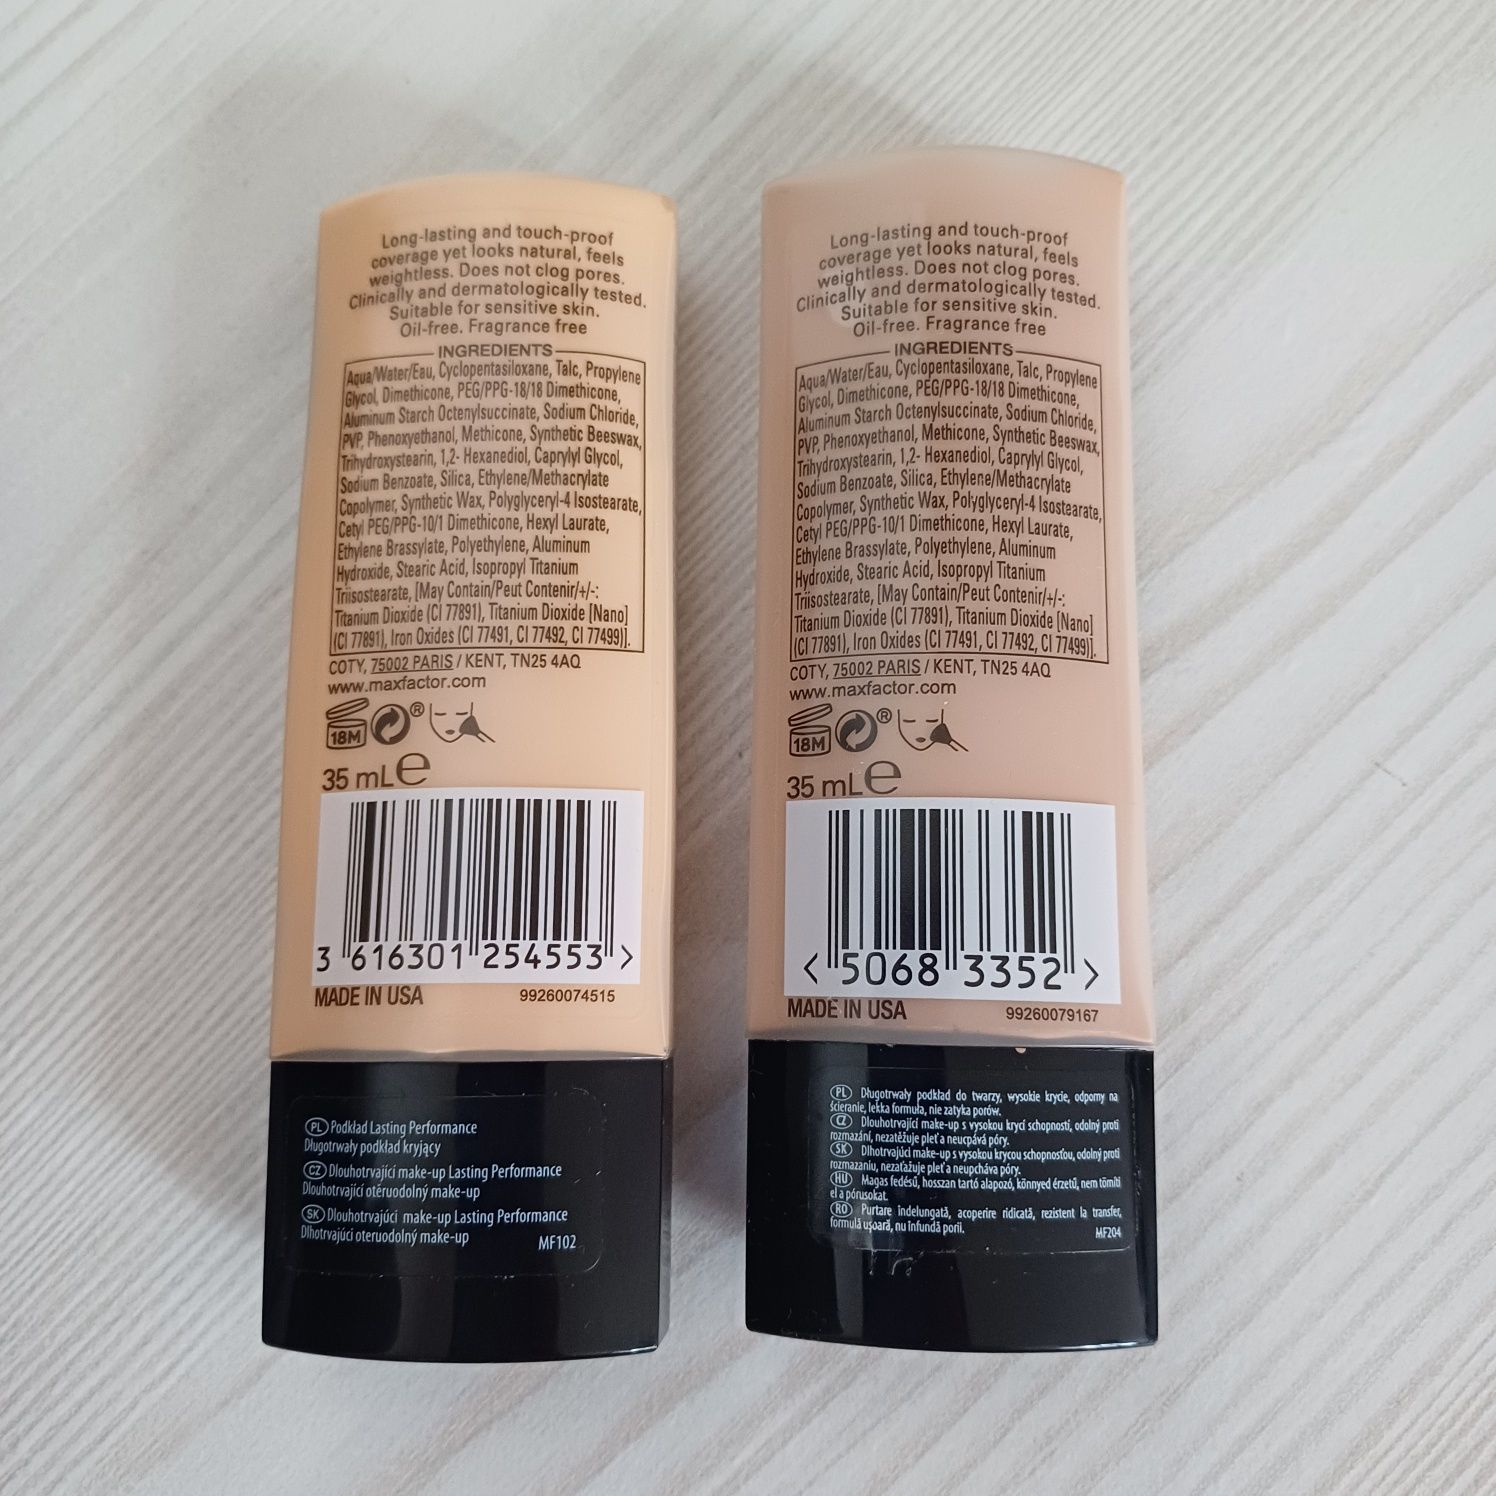 Long-lasting and touch-proof
coverage yet looks natural, feels
weightless. Does not clog pores.
Clinically and dermatologically tested.
Suitable for sensitive skin.
Oil-free. Fragrance free
INGREDIENTS
Aqua/Water/Eau, Cyclopentasiloxane, Talc, Propylene
Glycol, Dimethicone, PEG/PPG-18/18 Dimethicone,
Aluminum Starch Octenylsuccinate, Sodium Chloride,
PVP, Phenoxyethanol, Methicone, Synthetic Beeswax,
Trihydroxystearin, 1,2- Hexanediol, Caprylyl Glycol,
Sodium Benzoate, Silica, Ethylene/Methacrylate
Copolymer, Synthetic Wax, Polyglyceryl-4 Isostearate,
Cetyl PEG/PPG-10/1 Dimethicone, Hexyl Laurate,
Ethylene Brassylate, Polyethylene, Aluminum
Hydroxide, Stearic Acid, Isopropyl Titanium
Triisostearate, [May Contain/Peut Contenir/+/-:
Titanium Dioxide (CI 77891), Titanium Dioxide [Nano]
(CI 77891), Iron Oxides (CI 77491, CI 77492, CI 77499)].
COTY, 75002 PARIS / KENT, TN25 4AQ
www.maxfactor.com
18M ®
35 mL e
3 616301 254553 >
MADE IN USA 99260074515
PL Podkład Lasting Performance
Długotrwały podkład kryjący
CZ Dlouhotrvající make-up Lasting Performance
Dlouhotrvající otěruodolný make-up
SK Dlouhotrvajúci make-up Lasting Performance
Dlhotrvajúci oteruodolný make-up MF102
Long-lasting and touch-proof
coverage yet looks natural, feels
weightless. Does not clog pores.
Clinically and dermatologically tested.
Suitable for sensitive skin.
Oil-free. Fragrance free
INGREDIENTS
Aqua/Water/Eau, Cyclopentasiloxane, Talc, Propylene
Glycol, Dimethicone, PEG/PPG-18/18 Dimethicone,
Aluminum Starch Octenylsuccinate, Sodium Chloride,
PVP, Phenoxyethanol, Methicone, Synthetic Beeswax,
Trihydroxystearin, 1,2- Hexanediol, Caprylyl Glycol,
Sodium Benzoate, Silica, Ethylene/Methacrylate
Copolymer, Synthetic Wax, Polyglyceryl-4 Isostearate,
Cetyl PEG/PPG-10/1 Dimethicone, Hexyl Laurate,
Ethylene Brassylate, Polyethylene, Aluminum
Hydroxide, Stearic Acid, Isopropyl Titanium
Triisostearate, [May Contain/Peut Contenir/+/-:
Titanium Dioxide (CI 77891), Titanium Dioxide [Nano]
(CI 77891), Iron Oxides (CI 77491, CI 77492, CI 77499)].
COTY, 75002 PARIS / KENT, TN25 4AQ
www.maxfactor.com
18M ®
35 mL e
< 5068 3352 >
MADE IN USA 99260079167
PL Długotrwały podkład do twarzy, wysokie krycie, odporny na
ścieranie, lekka formuła, nie zatyka porów.
CZ Dlouhotrvající make-up s vysokou krycí schopností, odolný proti
rozmazání, nezatěžuje pleť a neucpává póry.
SK Dlhotrvajúci make-up s vysokou krycou schopnosťou, odolný proti
rozmazaniu, nezaťažuje pleť a neupcháva póry.
HU Magas fedésű, hosszan tartó alapozó, könnyed érzetű, nem tömíti
el a pórusokat.
RO Purtare îndelungată, acoperire ridicată, rezistent la transfer,
formulă ușoară, nu înfundă porii. MF204